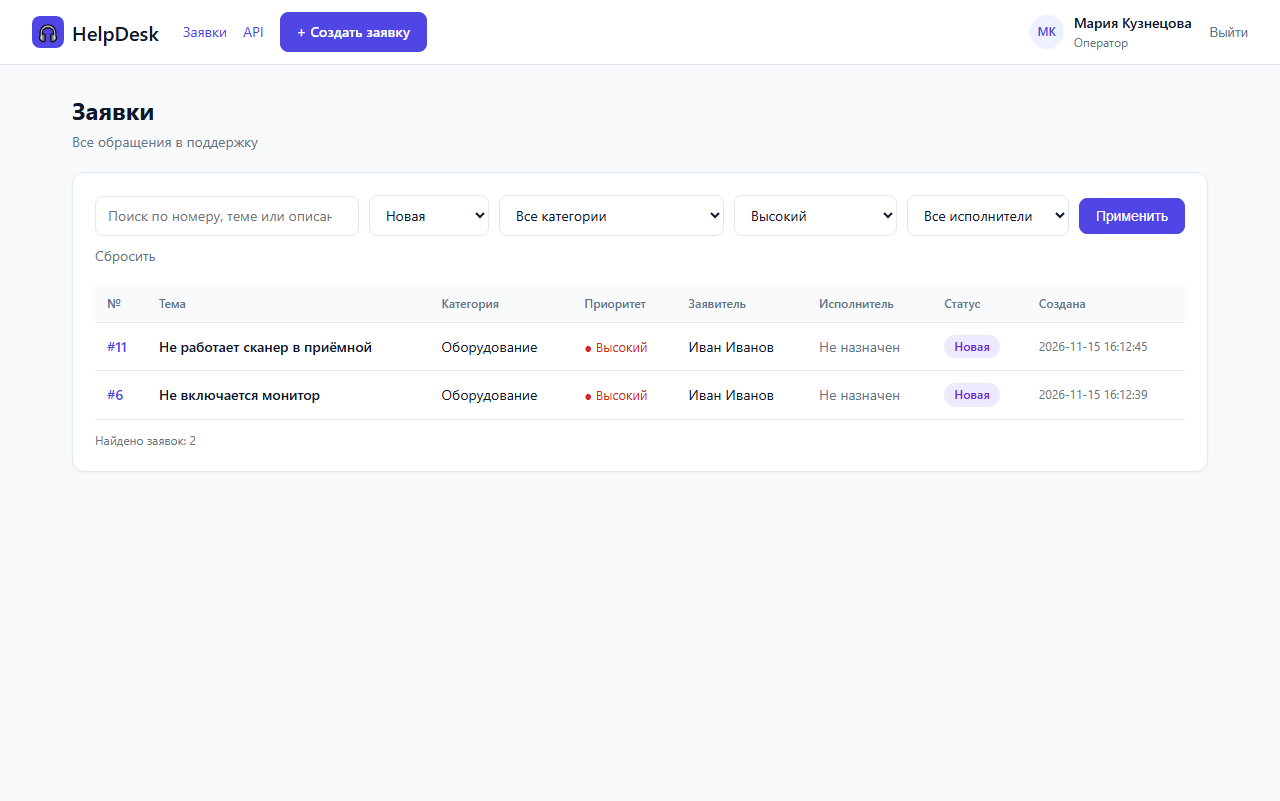 HelpDesk Заявки API + Создать заявку МК Мария Кузнецова Выйти
Оператор
Заявки
Все обращения в поддержку
Поиск по номеру, теме или описан Новая Все категории Высокий Все исполнители Применить
Сбросить
№ Тема Категория Приоритет Заявитель Исполнитель Статус Создана
#11 Не работает сканер в приёмной Оборудование ● Высокий Иван Иванов Не назначен Новая 2026-11-15 16:12:45
#6 Не включается монитор Оборудование ● Высокий Иван Иванов Не назначен Новая 2026-11-15 16:12:39
Найдено заявок: 2